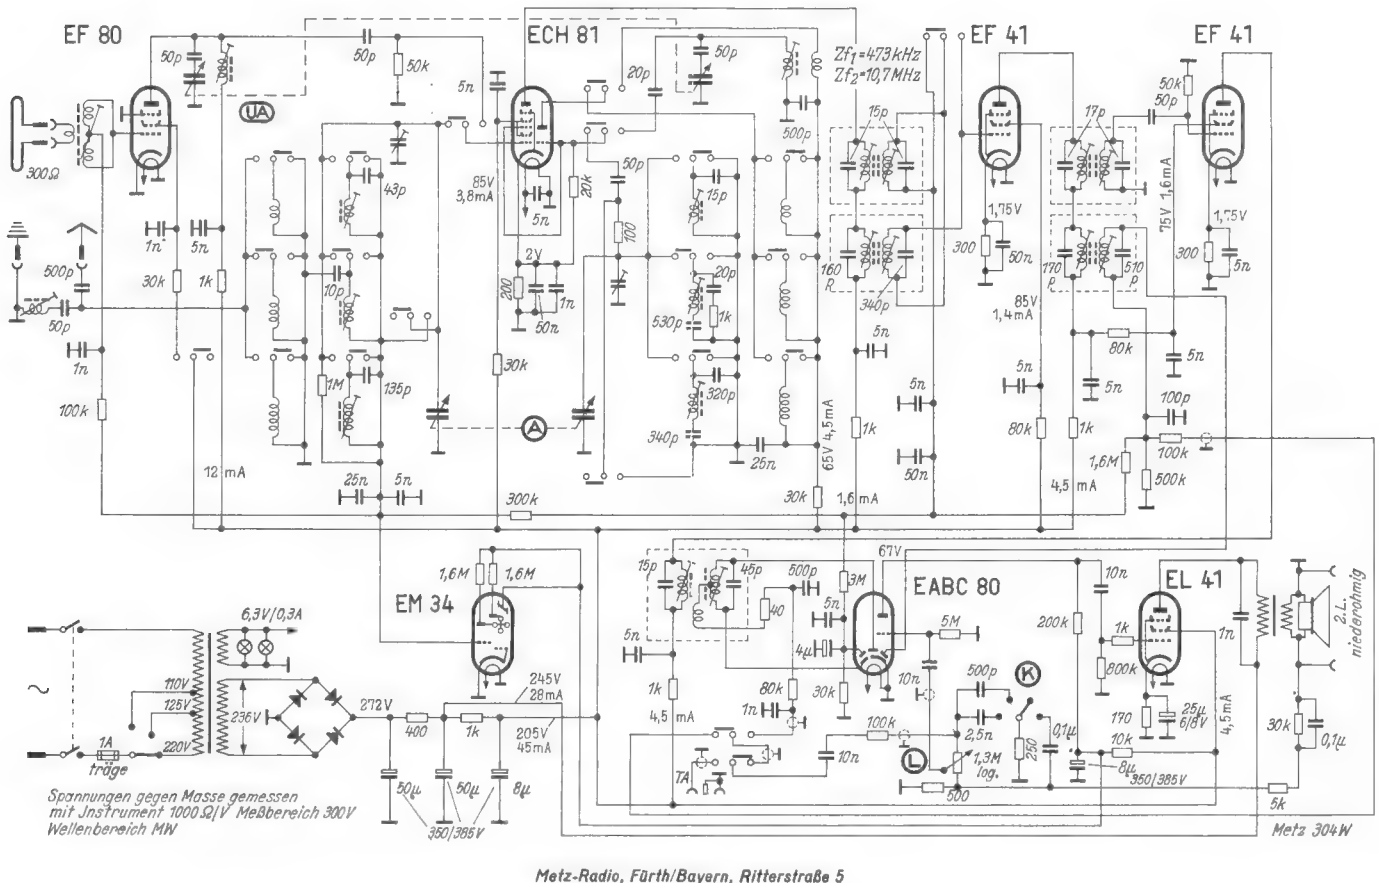 EF 80
ECH 81
EF 41
EF 41
Zf₁=473kHz
Zf₂=10,7MHz
50p
50p
50k
5n
20p
50p
500p
15p
17p
50k
50p
UA
300Ω
43p
85V
3,8mA
5n
20k
50p
15p
100
1,75V
300
50n
75V 1,6mA
1,75V
300
5n
1n
5n
500p
50p
30k
1k
10p
2V
200
50n
1n
20p
530p
1k
160
340p
170
p
510
p
85V
1,4mA
5n
80k
5n
1n
100k
1M
135p
30k
320p
340p
A
25n
65V 4,5mA
1k
5n
50n
5n
80k
1k
5n
100p
100k
1,6M
500k
12 mA
25n
5n
300k
30k
1,6 mA
4,5 mA
67V
EM 34
EABC 80
EL 41
1,6M
1,6M
15p
45p
500p
40
3M
5n
4µ
5M
10n
200k
10n
1k
800k
1n
2.L.
niederohmig
6,3V/0,3A
110V
125V
220V
236V
1A
träge
272V
400
1k
245V
28mA
205V
45mA
50µ
50µ
8µ
350/385V
5n
1k
4,5 mA
80k
1n
30k
100k
10n
TA
L
500
500p
2,5n
1,3M
log.
K
250
0,1µ
170
25µ
6/8V
10k
8µ
350/385V
4,5mA
30k
0,1µ
5k
Spannungen gegen Masse gemessen
mit Jnstrument 1000Ω/V Meßbereich 300V
Wellenbereich MW
Metz 304W
Metz-Radio, Fürth/Bayern, Ritterstraße 5